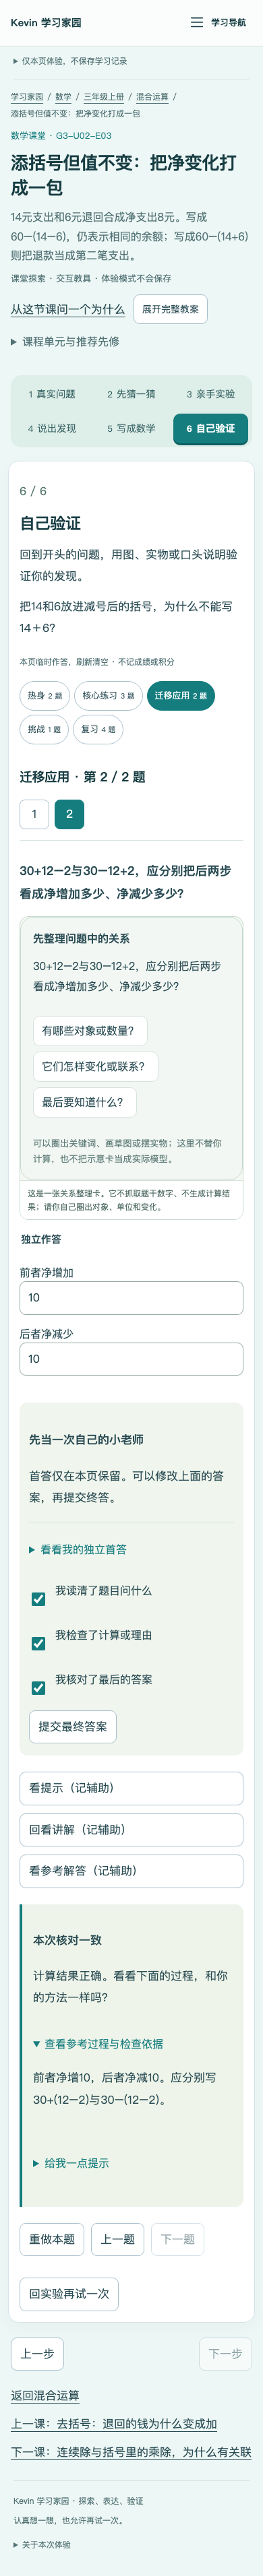 Kevin 学习家园
学习导航
仅本页体验，不保存学习记录
学习家园 / 数学 / 三年级上册 / 混合运算 /
添括号但值不变：把净变化打成一包
数学课堂 · G3-U02-E03
添括号但值不变：把净变化打
成一包
14元支出和6元退回合成净支出8元。写成
60—(14—6)，仍表示相同的余额；写成60—(14+6)
则把退款当成第二笔支出。
课堂探索 · 交互教具 · 体验模式不会保存
从这节课问一个为什么
展开完整教案
课程单元与推荐先修
1 真实问题
2 先猜一猜
3 亲手实验
4 说出发现
5 写成数学
6 自己验证
6 / 6
自己验证
回到开头的问题，用图、实物或口头说明验
证你的发现。
把14和6放进减号后的括号，为什么不能写
14＋6？
本页临时作答，刷新清空 · 不记成绩或积分
热身 2 题
核心练习 3 题
迁移应用 2 题
挑战 1 题
复习 4 题
迁移应用 · 第 2 / 2 题
1
2
30+12—2与30—12+2，应分别把后两步
看成净增加多少、净减少多少？
先整理问题中的关系
30+12—2与30—12+2，应分别把后两步
看成净增加多少、净减少多少？
有哪些对象或数量？
它们怎样变化或联系？
最后要知道什么？
可以圈出关键词、画草图或摆实物；这里不替你
计算，也不把示意卡当成实际模型。
这是一张关系整理卡。它不抓取题干数字、不生成计算结
果；请你自己圈出对象、单位和变化。
独立作答
前者净增加
10
后者净减少
10
先当一次自己的小老师
首答仅在本页保留。可以修改上面的答
案，再提交终答。
看看我的独立首答
我读清了题目问什么
我检查了计算或理由
我核对了最后的答案
提交最终答案
看提示（记辅助）
回看讲解（记辅助）
看参考解答（记辅助）
本次核对一致
计算结果正确。看看下面的过程，和你
的方法一样吗？
查看参考过程与检查依据
前者净增10，后者净减10。应分别写
30+(12—2)与30—(12—2)。
给我一点提示
重做本题
上一题
下一题
回实验再试一次
上一步
下一步
返回混合运算
上一课：去括号：退回的钱为什么变成加
下一课：连续除与括号里的乘除，为什么有关联
Kevin 学习家园 · 探索、表达、验证
认真想一想，也允许再试一次。
关于本次体验